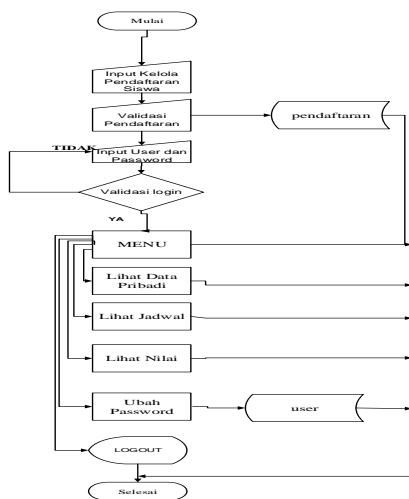 Mulai
Input Kelola
Pendaftaran
Siswa
Validasi
Pendaftaran
pendaftaran
TIDAK
Input User dan
Password
Validasi login
YA
MENU
Lihat Data
Pribadi
Lihat Jadwal
Lihat Nilai
Ubah
Password
user
LOGOUT
Selesai